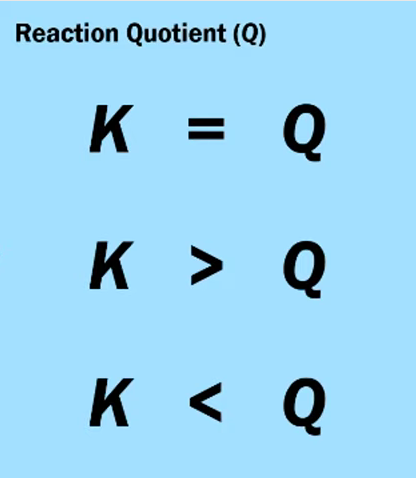 Reaction Quotient (Q)
K = Q
K > Q
K < Q